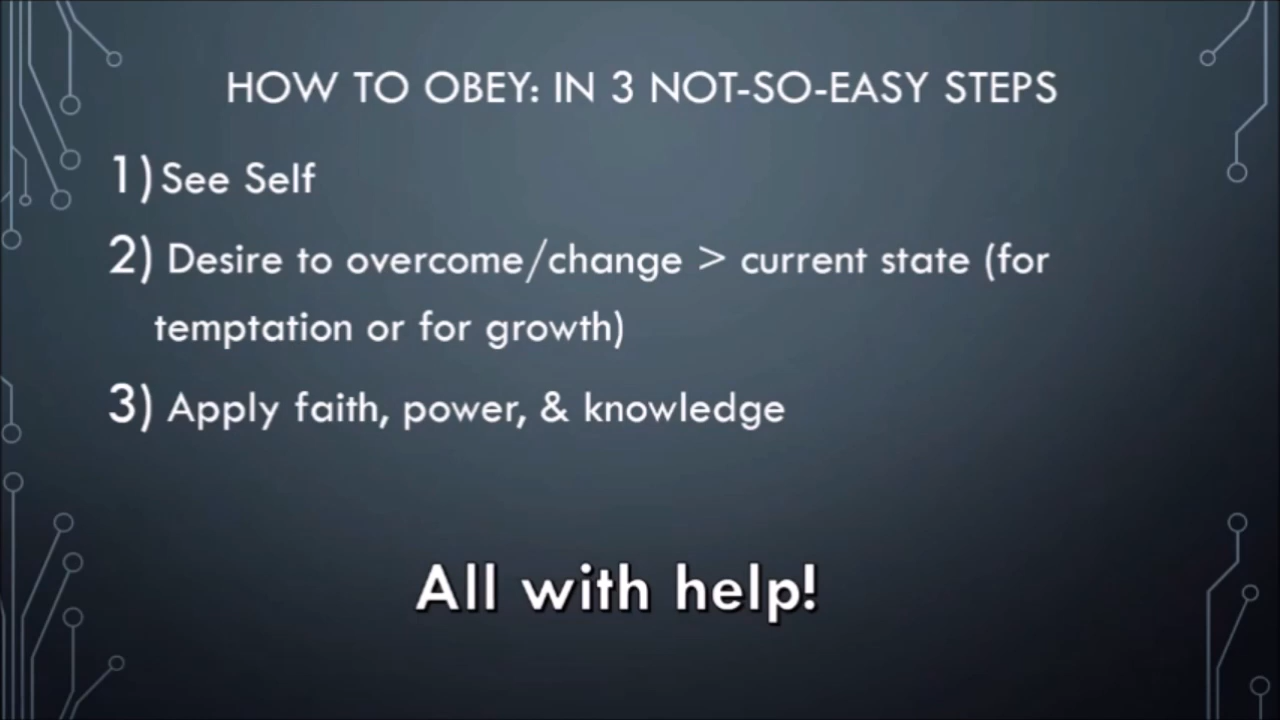 HOW TO OBEY: IN 3 NOT-SO-EASY STEPS
1) See Self
2) Desire to overcome/change > current state (for
temptation or for growth)
3) Apply faith, power, & knowledge
All with help!